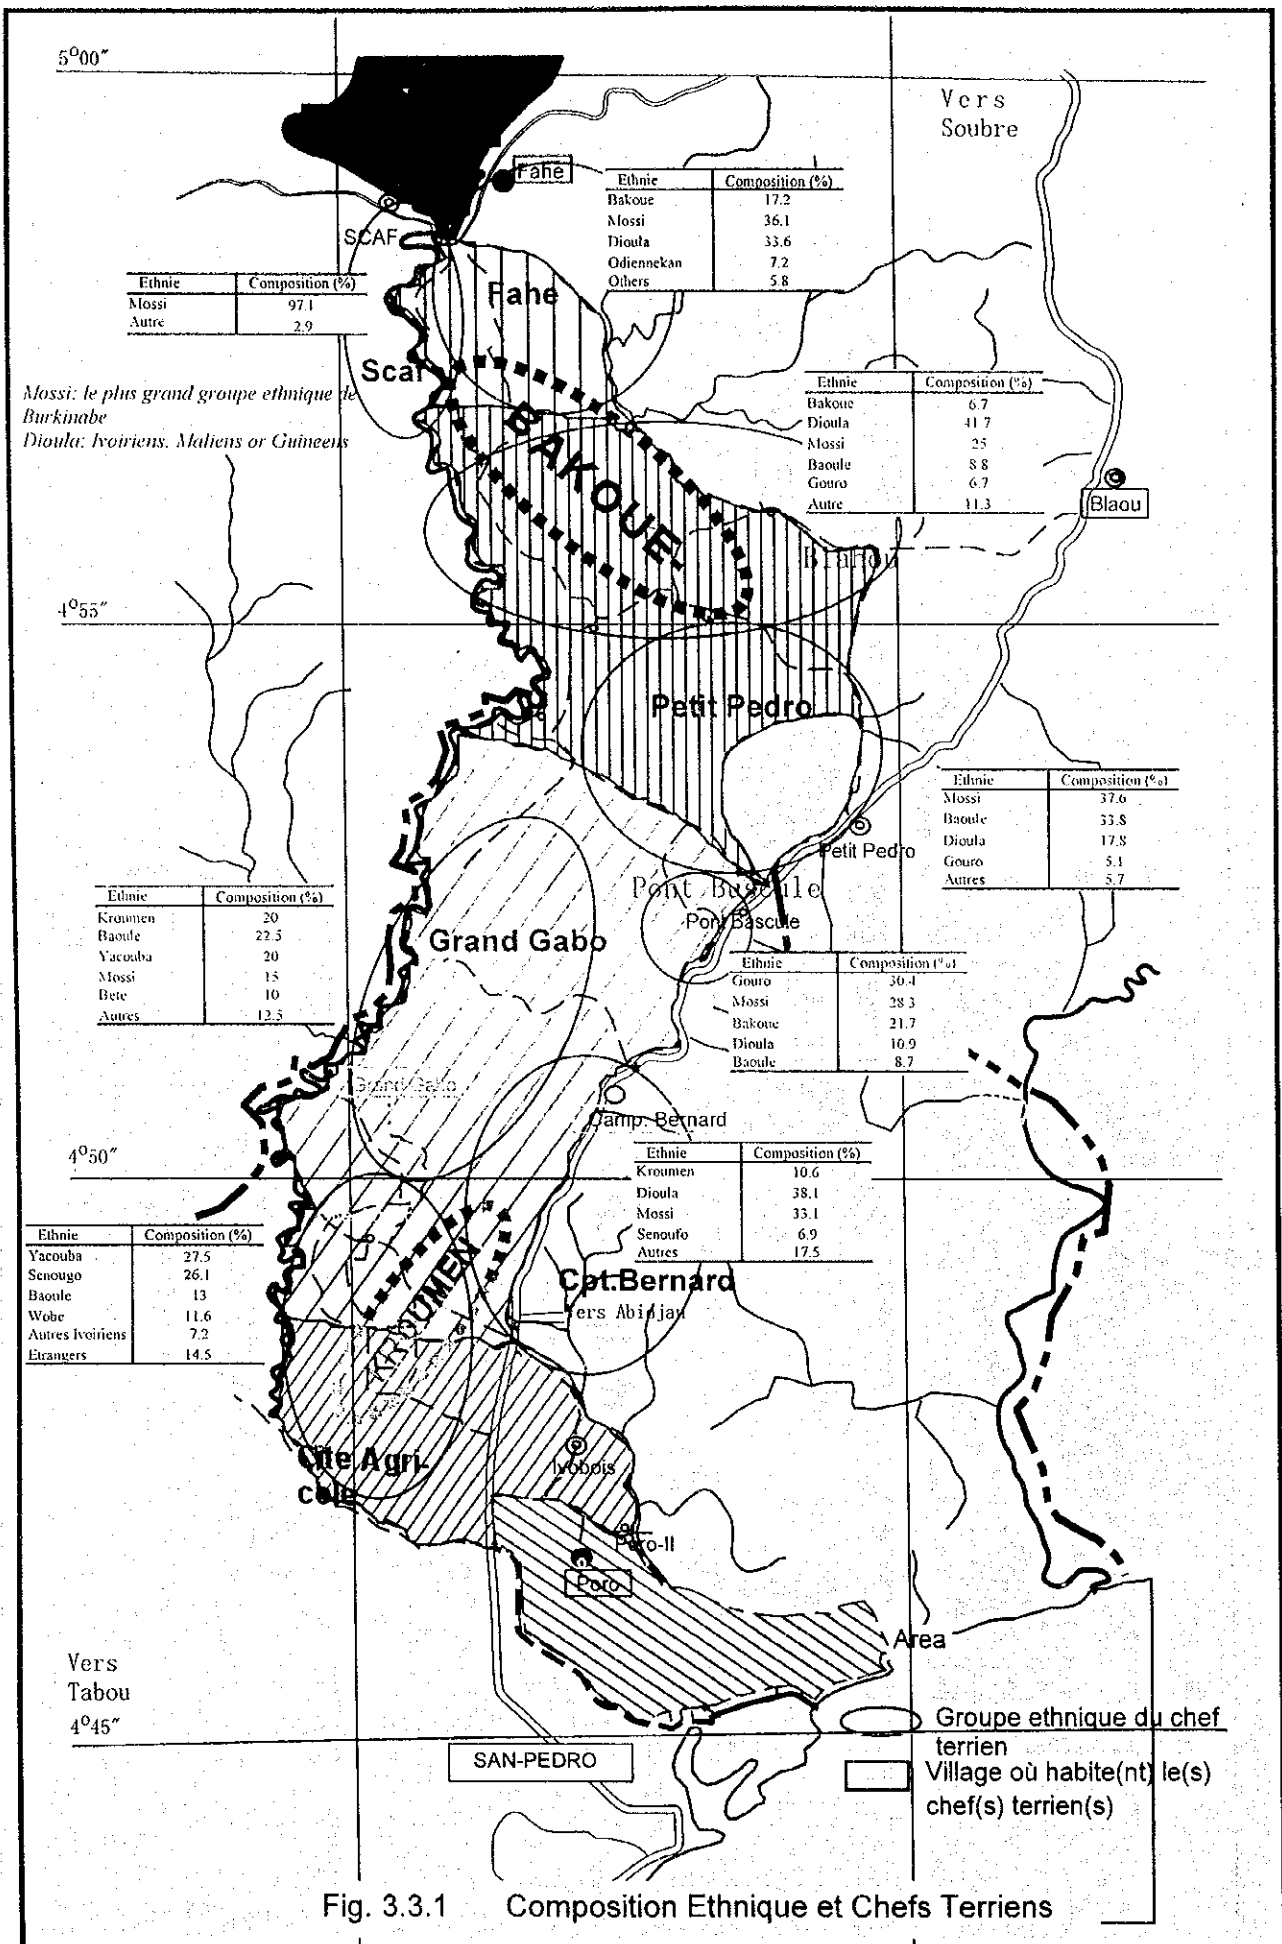 5°00″
Vers
Soubre
Fahe
Ethnie Composition (%)
Bakoue 17.2
Mossi 36.1
Dioula 33.6
Odiennekan 7.2
Others 5.8
SCAF
Ethnie Composition (%)
Mossi 97.1
Autre 2.9
Fahe
Scaf
Mossi: le plus grand groupe ethnique de
Burkinabe
Dioula: Ivoiriens, Maliens or Guineens
Ethnie Composition (%)
Bakoue 6.7
Dioula 41.7
Mossi 25
Baoule 8.8
Gouro 6.7
Autre 11.3
BAKOUE
Blaou
4°55″
Petit Pedro
Ethnie Composition (%)
Mossi 37.6
Baoule 33.8
Dioula 17.8
Gouro 5.1
Autres 5.7
Petit Pedro
Pont Bascule
Pont Bascule
Ethnie Composition (%)
Kroumen 20
Baoule 22.5
Yacouba 20
Mossi 15
Bete 10
Autres 12.5
Grand Gabo
Ethnie Composition (%)
Gouro 30.4
Mossi 28.3
Bakoue 21.7
Dioula 10.9
Baoule 8.7
Grand Gabo
Camp. Bernard
4°50″
Ethnie Composition (%)
Kroumen 10.6
Dioula 38.1
Mossi 33.1
Senoufo 6.9
Autres 17.5
Ethnie Composition (%)
Yacouba 27.5
Senougo 26.1
Baoule 13
Wobe 11.6
Autres Ivoiriens 7.2
Etrangers 14.5
KROUMEN
Cpt.Bernard
Vers Abidjan
Cite Agri-
cole
Ivobois
Pero-II
Poro
Area
Vers
Tabou
4°45″
SAN-PEDRO
Groupe ethnique du chef
terrien
Village où habite(nt) le(s)
chef(s) terrien(s)
Fig. 3.3.1 Composition Ethnique et Chefs Terriens